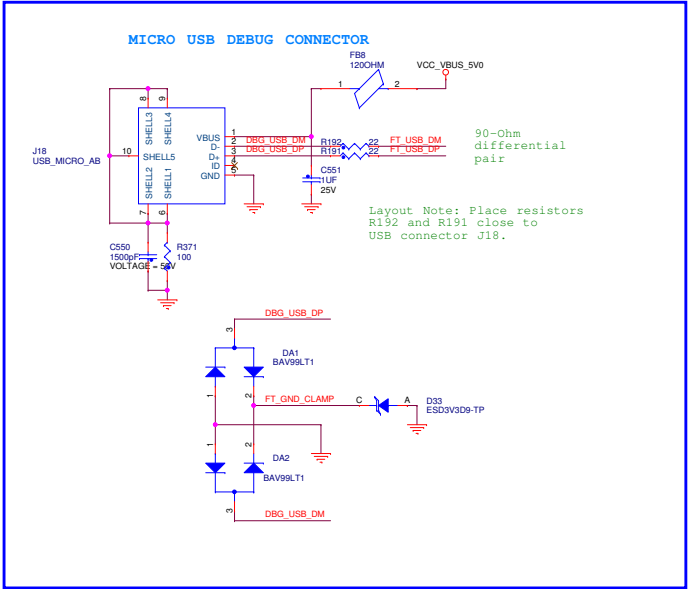 MICRO USB DEBUG CONNECTOR
FB8
120OHM
VCC_VBUS_5V0
1
2
8
9
SHELL3
SHELL4
J18
USB_MICRO_AB
10
SHELL5
VBUS
D-
D+
ID
GND
1
2
3
4
5
DBG_USB_DM
DBG_USB_DP
R192
22
FT_USB_DM
R191
22
FT_USB_DP
90-Ohm
differential
pair
SHELL2
SHELL1
7
6
C551
1UF
25V
Layout Note: Place resistors
R192 and R191 close to
USB connector J18.
C550
1500pF
VOLTAGE = 50V
R371
100
DBG_USB_DP
3
DA1
BAV99LT1
1
2
FT_GND_CLAMP
C
A
D33
ESD3V3D9-TP
1
2
DA2
BAV99LT1
3
DBG_USB_DM